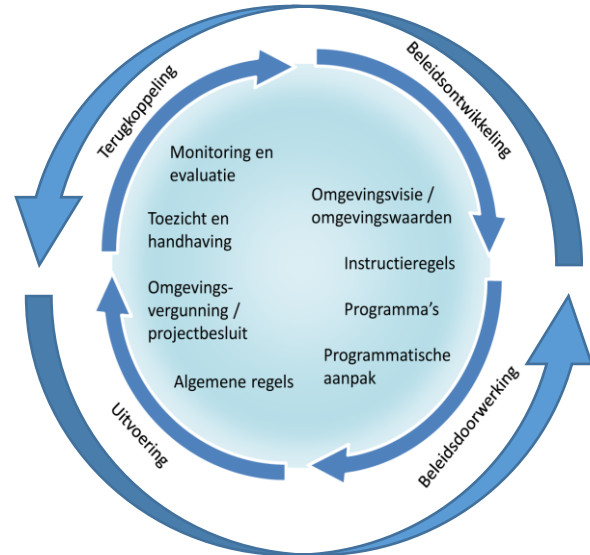 Terugkoppeling
Beleidsontwikkeling
Monitoring en
evaluatie
Omgevingsvisie /
omgevingswaarden
Toezicht en
handhaving
Instructieregels
Omgevings-
vergunning /
projectbesluit
Programma's
Programmatische
aanpak
Algemene regels
Uitvoering
Beleidsdoorwerking